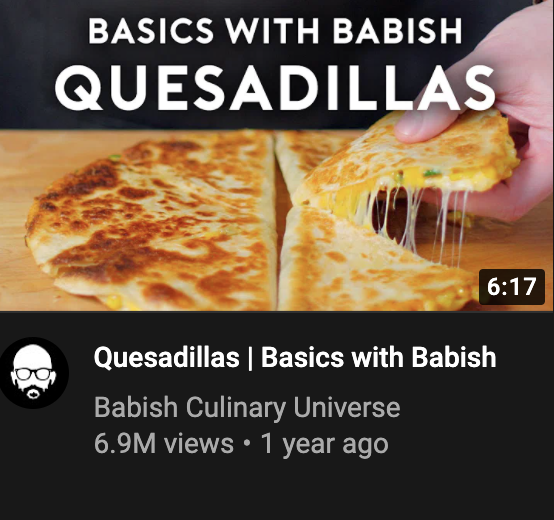 BASICS WITH BABISH
QUESADILLAS
6:17
Quesadillas | Basics with Babish
Babish Culinary Universe
6.9M views • 1 year ago